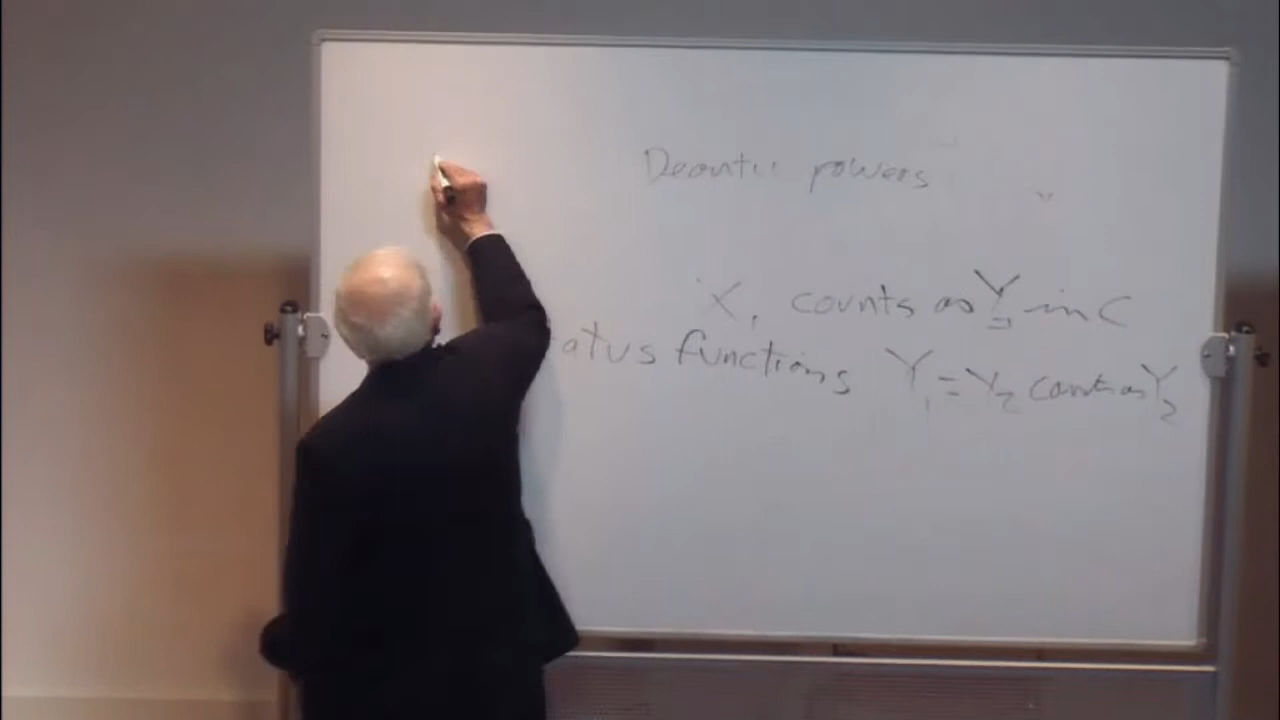 Deontic powers
X, counts as Y in C
atus functions Y1 = Y2 counts as Y3